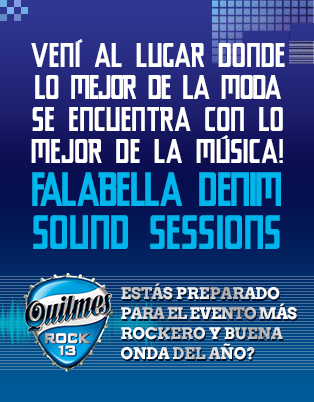 VENÍ AL LUGAR DONDE
LO MEJOR DE LA MODA
SE ENCUENTRA CON LO
MEJOR DE LA MÚSICA!
FALABELLA DENIM
SOUND SESSIONS
Quilmes
ROCK
13
ESTÁS PREPARADO
PARA EL EVENTO MÁS
ROCKERO Y BUENA
ONDA DEL AÑO?